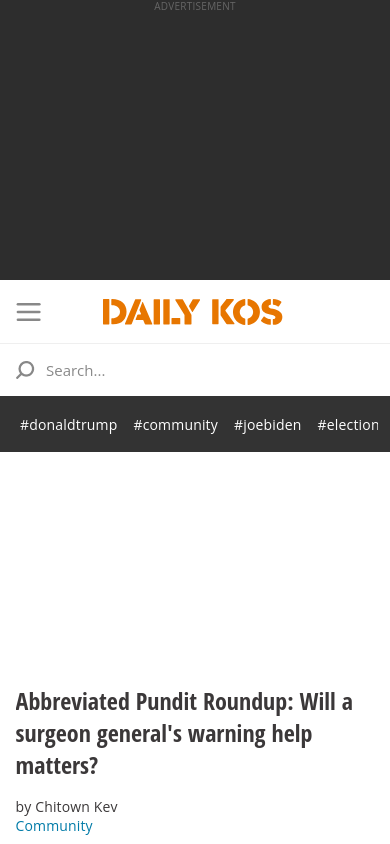 ADVERTISEMENT
DAILY KOS
Search...
#donaldtrump #community #joebiden #election
Abbreviated Pundit Roundup: Will a
surgeon general's warning help
matters?
by Chitown Kev
Community